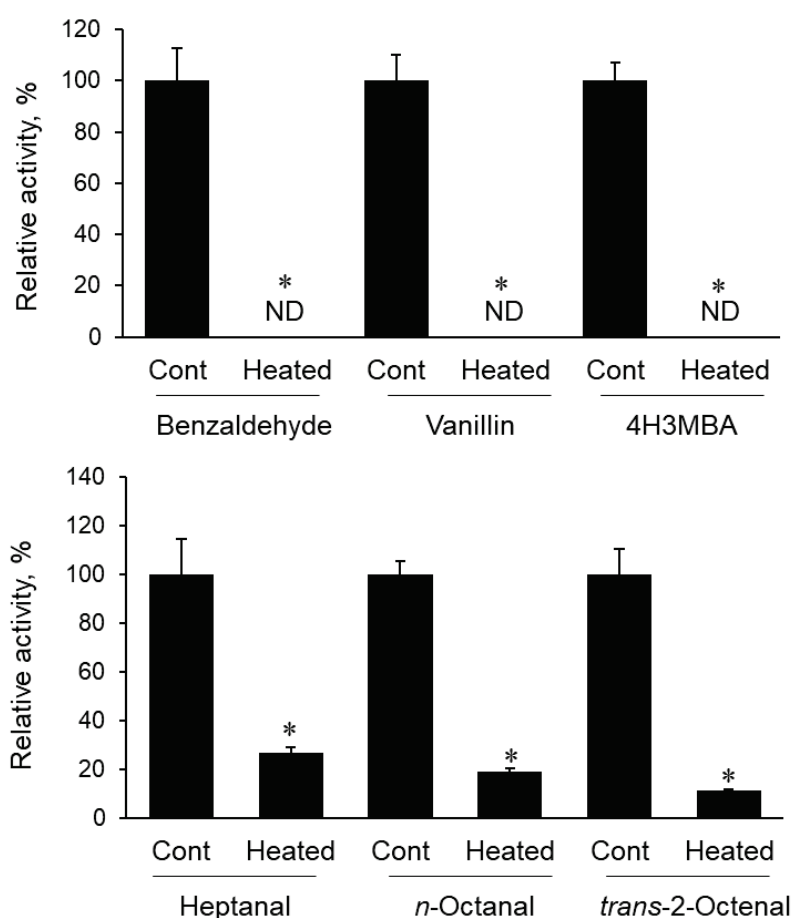 Relative activity, %
120
100
80
60
40
20
0
* * *
ND ND ND
Cont Heated Cont Heated Cont Heated
Benzaldehyde Vanillin 4H3MBA
Relative activity, %
140
120
100
80
60
40
20
0
* * *
Cont Heated Cont Heated Cont Heated
Heptanal n-Octanal trans-2-Octenal